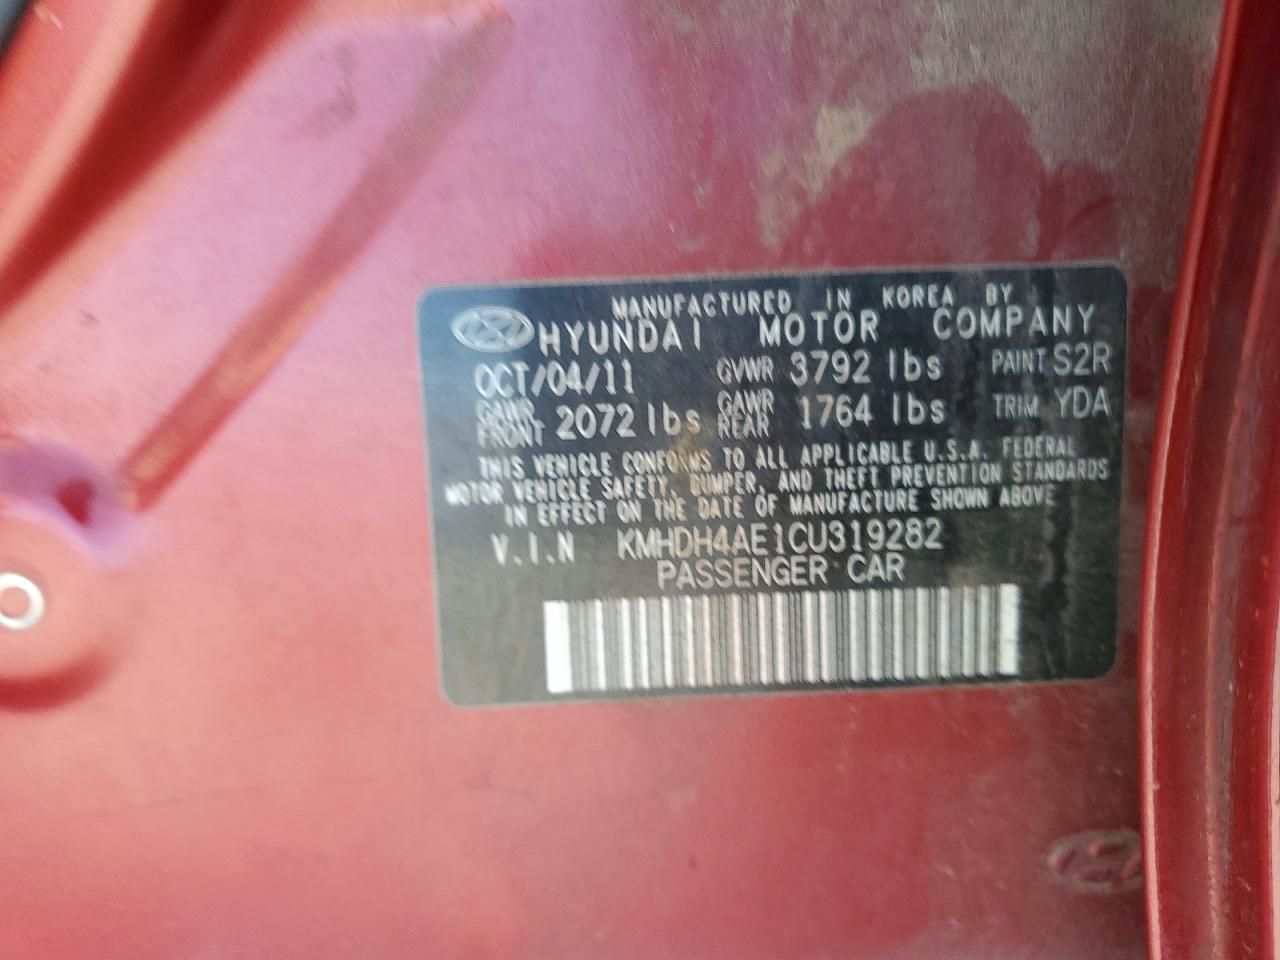 MANUFACTURED IN KOREA BY
HYUNDAI MOTOR COMPANY
OCT/04/11 GVWR 3792 lbs PAINT S2R
GAWR FRONT 2072 lbs GAWR REAR 1764 lbs TRIM YDA
THIS VEHICLE CONFORMS TO ALL APPLICABLE U.S.A. FEDERAL
MOTOR VEHICLE SAFETY, BUMPER, AND THEFT PREVENTION STANDARDS
IN EFFECT ON THE DATE OF MANUFACTURE SHOWN ABOVE
V.I.N KMHDH4AE1CU319282
PASSENGER CAR